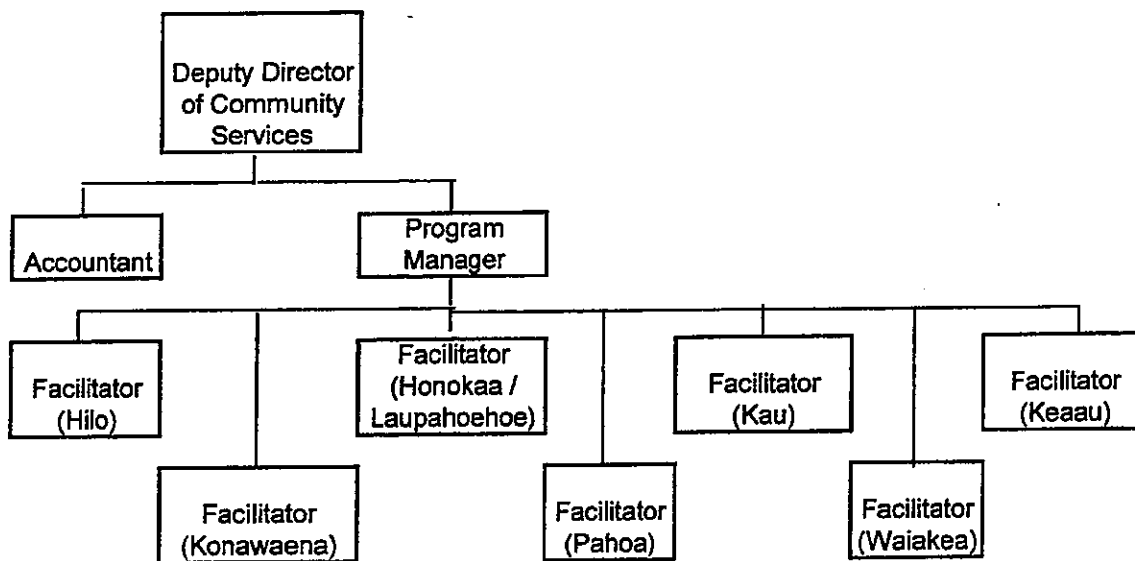 Deputy Director
of Community
Services
Accountant
Program
Manager
Facilitator
(Hilo)
Facilitator
(Honokaa /
Laupahoehoe)
Facilitator
(Kau)
Facilitator
(Keaau)
Facilitator
(Konawaena)
Facilitator
(Pahoa)
Facilitator
(Waiakea)